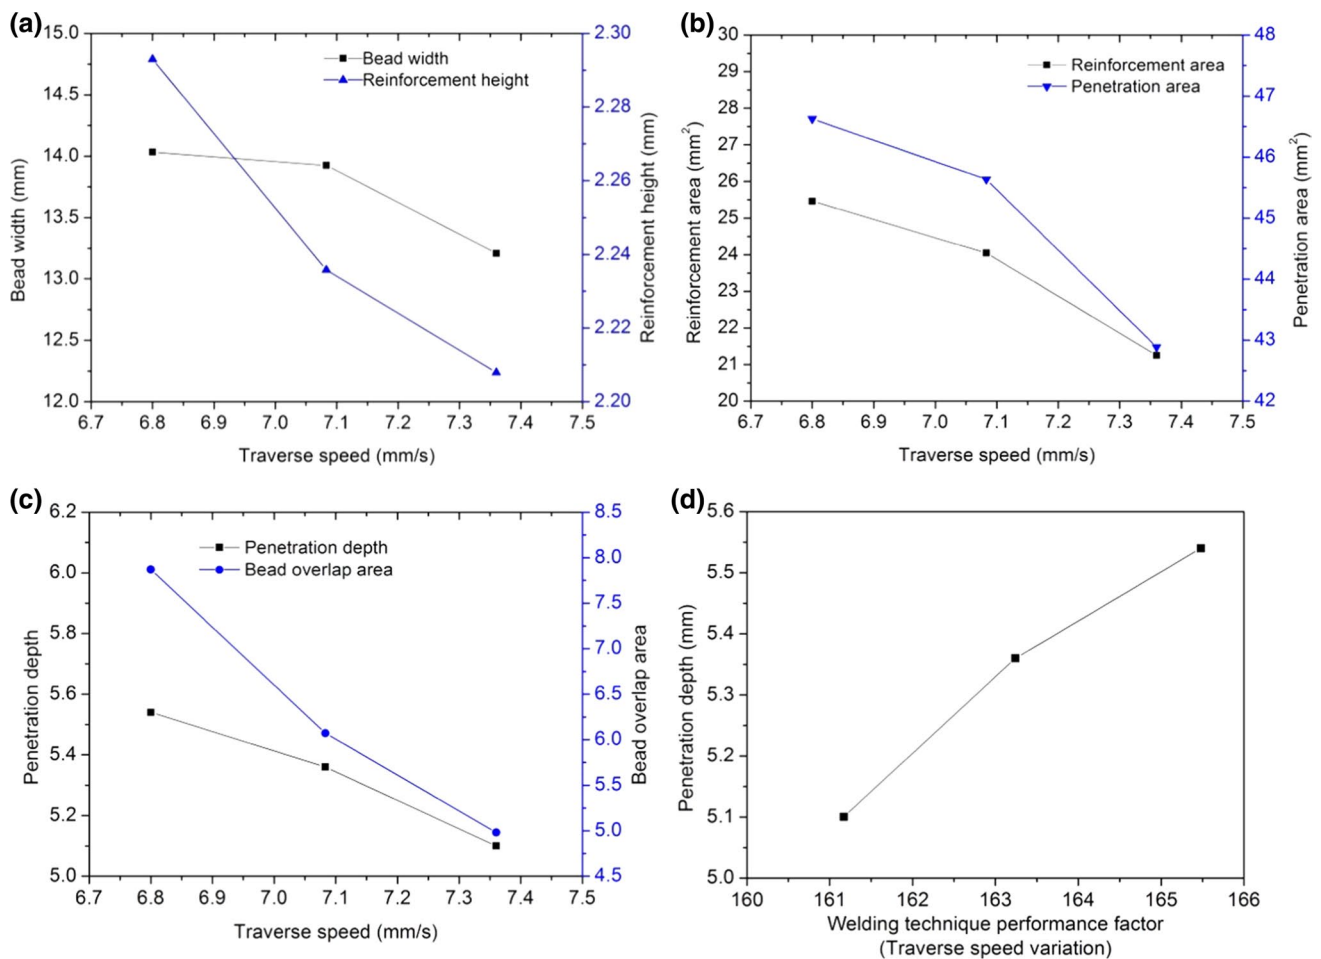 (a)
15.0
14.5
14.0
13.5
13.0
12.5
12.0
Bead width (mm)
Bead width
Reinforcement height
2.30
2.28
2.26
2.24
2.22
2.20
Reinforcement height (mm)
6.7 6.8 6.9 7.0 7.1 7.2 7.3 7.4 7.5
Traverse speed (mm/s)
(b)
30
29
28
27
26
25
24
23
22
21
20
Reinforcement area (mm²)
Reinforcement area
Penetration area
48
47
46
45
44
43
42
Penetration area (mm²)
6.7 6.8 6.9 7.0 7.1 7.2 7.3 7.4 7.5
Traverse speed (mm/s)
(c)
6.2
6.0
5.8
5.6
5.4
5.2
5.0
Penetration depth
Penetration depth
Bead overlap area
8.5
8.0
7.5
7.0
6.5
6.0
5.5
5.0
4.5
Bead overlap area
6.7 6.8 6.9 7.0 7.1 7.2 7.3 7.4 7.5
Traverse speed (mm/s)
(d)
5.6
5.5
5.4
5.3
5.2
5.1
5.0
Penetration depth (mm)
160 161 162 163 164 165 166
Welding technique performance factor
(Traverse speed variation)